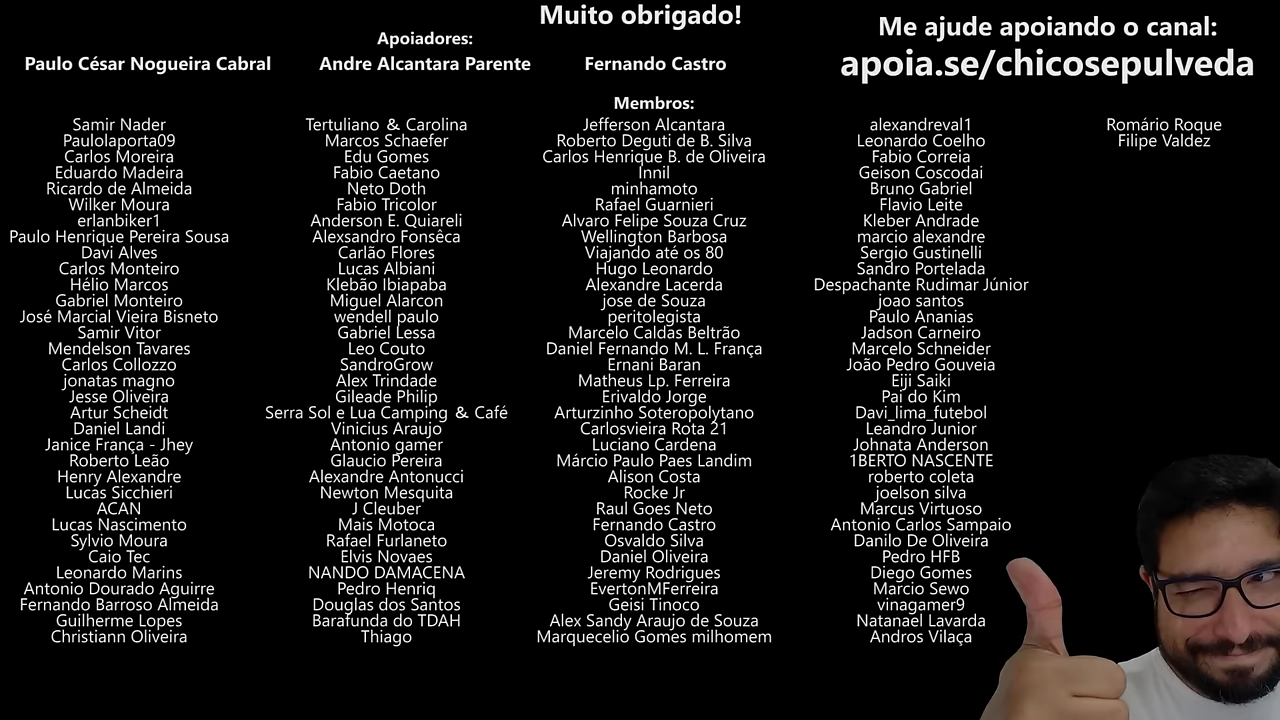 Muito obrigado!
Apoiadores:
Paulo César Nogueira Cabral
Andre Alcantara Parente
Fernando Castro
Me ajude apoiando o canal:
apoia.se/chicosepulveda
Membros:
Samir Nader
Paulolaporta09
Carlos Moreira
Eduardo Madeira
Ricardo de Almeida
Wilker Moura
erlanbiker1
Paulo Henrique Pereira Sousa
Davi Alves
Carlos Monteiro
Hélio Marcos
Gabriel Monteiro
José Marcial Vieira Bisneto
Samir Vitor
Mendelson Tavares
Carlos Collozzo
jonatas magno
Jesse Oliveira
Artur Scheidt
Daniel Landi
Janice França - Jhey
Roberto Leão
Henry Alexandre
Lucas Sicchieri
ACAN
Lucas Nascimento
Sylvio Moura
Caio Tec
Leonardo Marins
Antonio Dourado Aguirre
Fernando Barroso Almeida
Guilherme Lopes
Christiann Oliveira
Tertuliano & Carolina
Marcos Schaefer
Edu Gomes
Fabio Caetano
Neto Doth
Fabio Tricolor
Anderson E. Quiareli
Alexsandro Fonsêca
Carlão Flores
Lucas Albiani
Klebão Ibiapaba
Miguel Alarcon
wendell paulo
Gabriel Lessa
Leo Couto
SandroGrow
Alex Trindade
Gileade Philip
Serra Sol e Lua Camping & Café
Vinicius Araujo
Antonio gamer
Glaucio Pereira
Alexandre Antonucci
Newton Mesquita
J Cleuber
Mais Motoca
Rafael Furlaneto
Elvis Novaes
NANDO DAMACENA
Pedro Henriq
Douglas dos Santos
Barafunda do TDAH
Thiago
Jefferson Alcantara
Roberto Deguti de B. Silva
Carlos Henrique B. de Oliveira
Innil
minhamoto
Rafael Guarnieri
Alvaro Felipe Souza Cruz
Wellington Barbosa
Viajando até os 80
Hugo Leonardo
Alexandre Lacerda
jose de Souza
peritolegista
Marcelo Caldas Beltrão
Daniel Fernando M. L. França
Ernani Baran
Matheus Lp. Ferreira
Erivaldo Jorge
Arturzinho Soteropolytano
Carlosvieira Rota 21
Luciano Cardena
Márcio Paulo Paes Landim
Alison Costa
Rocke Jr
Raul Goes Neto
Fernando Castro
Osvaldo Silva
Daniel Oliveira
Jeremy Rodrigues
EvertonMFerreira
Geisi Tinoco
Alex Sandy Araujo de Souza
Marquecelio Gomes milhomem
alexandreval1
Leonardo Coelho
Fabio Correia
Geison Coscodai
Bruno Gabriel
Flavio Leite
Kleber Andrade
marcio alexandre
Sergio Gustinelli
Sandro Portelada
Despachante Rudimar Júnior
joao santos
Paulo Ananias
Jadson Carneiro
Marcelo Schneider
João Pedro Gouveia
Eiji Saiki
Pai do Kim
Davi_lima_futebol
Leandro Junior
Johnata Anderson
1BERTO NASCENTE
roberto coleta
joelson silva
Marcus Virtuoso
Antonio Carlos Sampaio
Danilo De Oliveira
Pedro HFB
Diego Gomes
Marcio Sewo
vinagamer9
Natanael Lavarda
Andros Vilaça
Romário Roque
Filipe Valdez